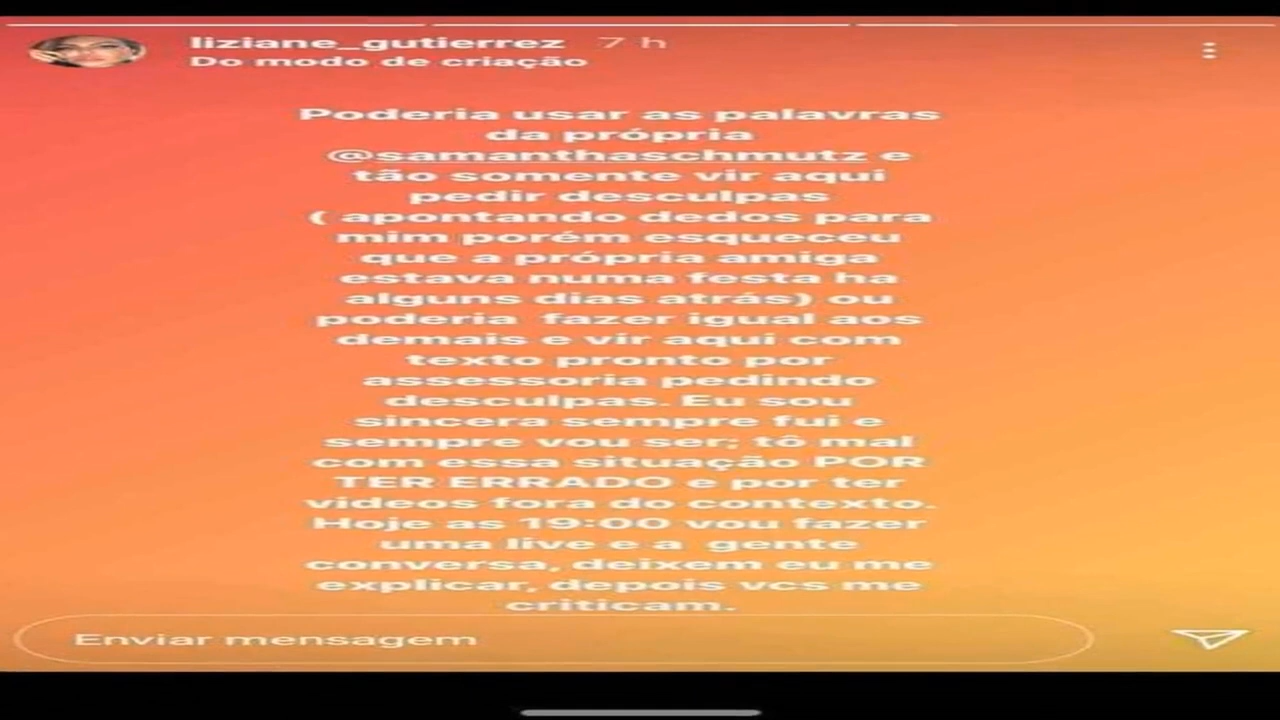 liziane_gutierrez 7 h
Do modo de criação
Poderia usar as palavras
da própria
@samanthaschmutz e
tão somente vir aqui
pedir desculpas
( apontando dedos para
mim porém esqueceu
que a própria amiga
estava numa festa ha
alguns dias atrás) ou
poderia fazer igual aos
demais e vir aqui com
texto pronto por
assessoria pedindo
desculpas. Eu sou
sincera sempre fui e
sempre vou ser; tô mal
com essa situação POR
TER ERRADO e por ter
videos fora do contexto.
Hoje as 19:00 vou fazer
uma live e a gente
conversa, deixem eu me
explicar, depois vcs me
criticam.
Enviar mensagem